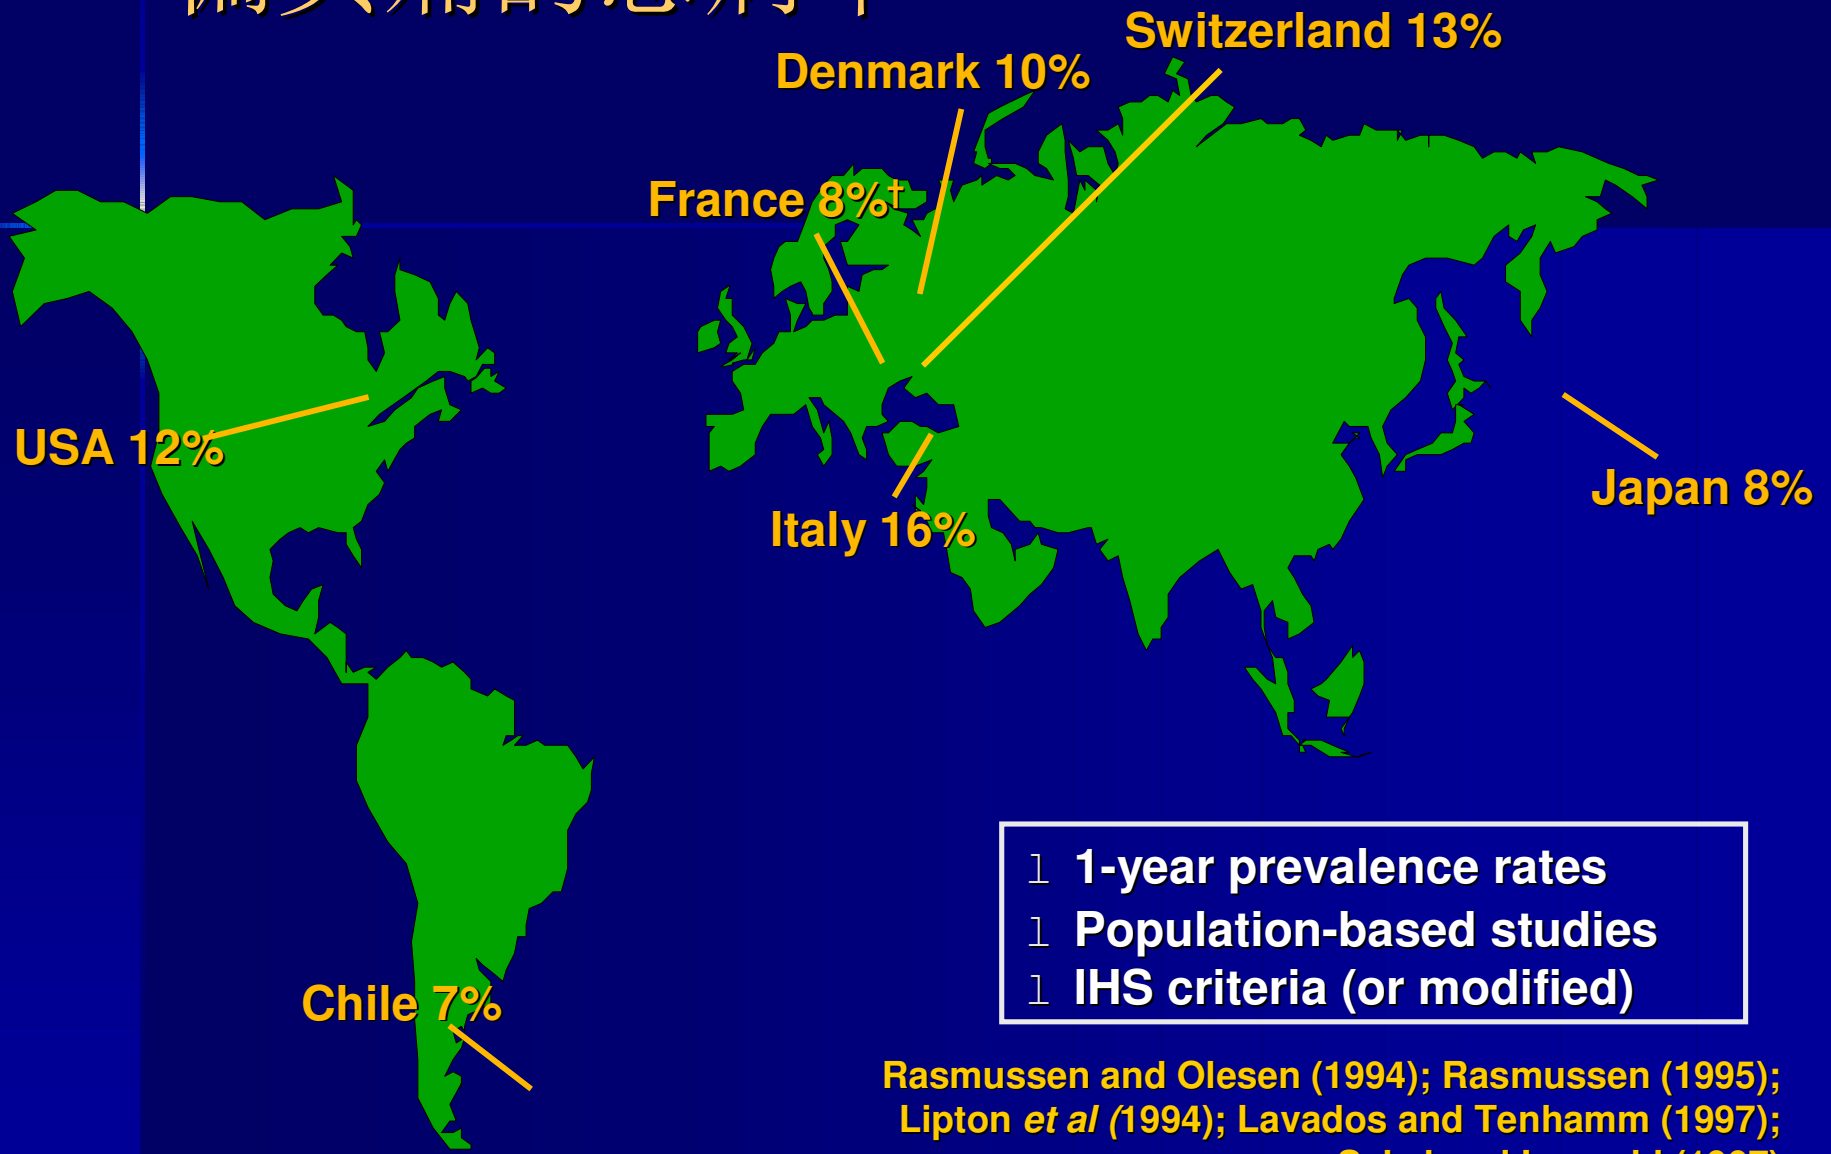 Switzerland 13%
Denmark 10%
France 8%†
USA 12%
Japan 8%
Italy 16%
l 1-year prevalence rates
l Population-based studies
l IHS criteria (or modified)
Chile 7%
Rasmussen and Olesen (1994); Rasmussen (1995);
Lipton et al (1994); Lavados and Tenhamm (1997);